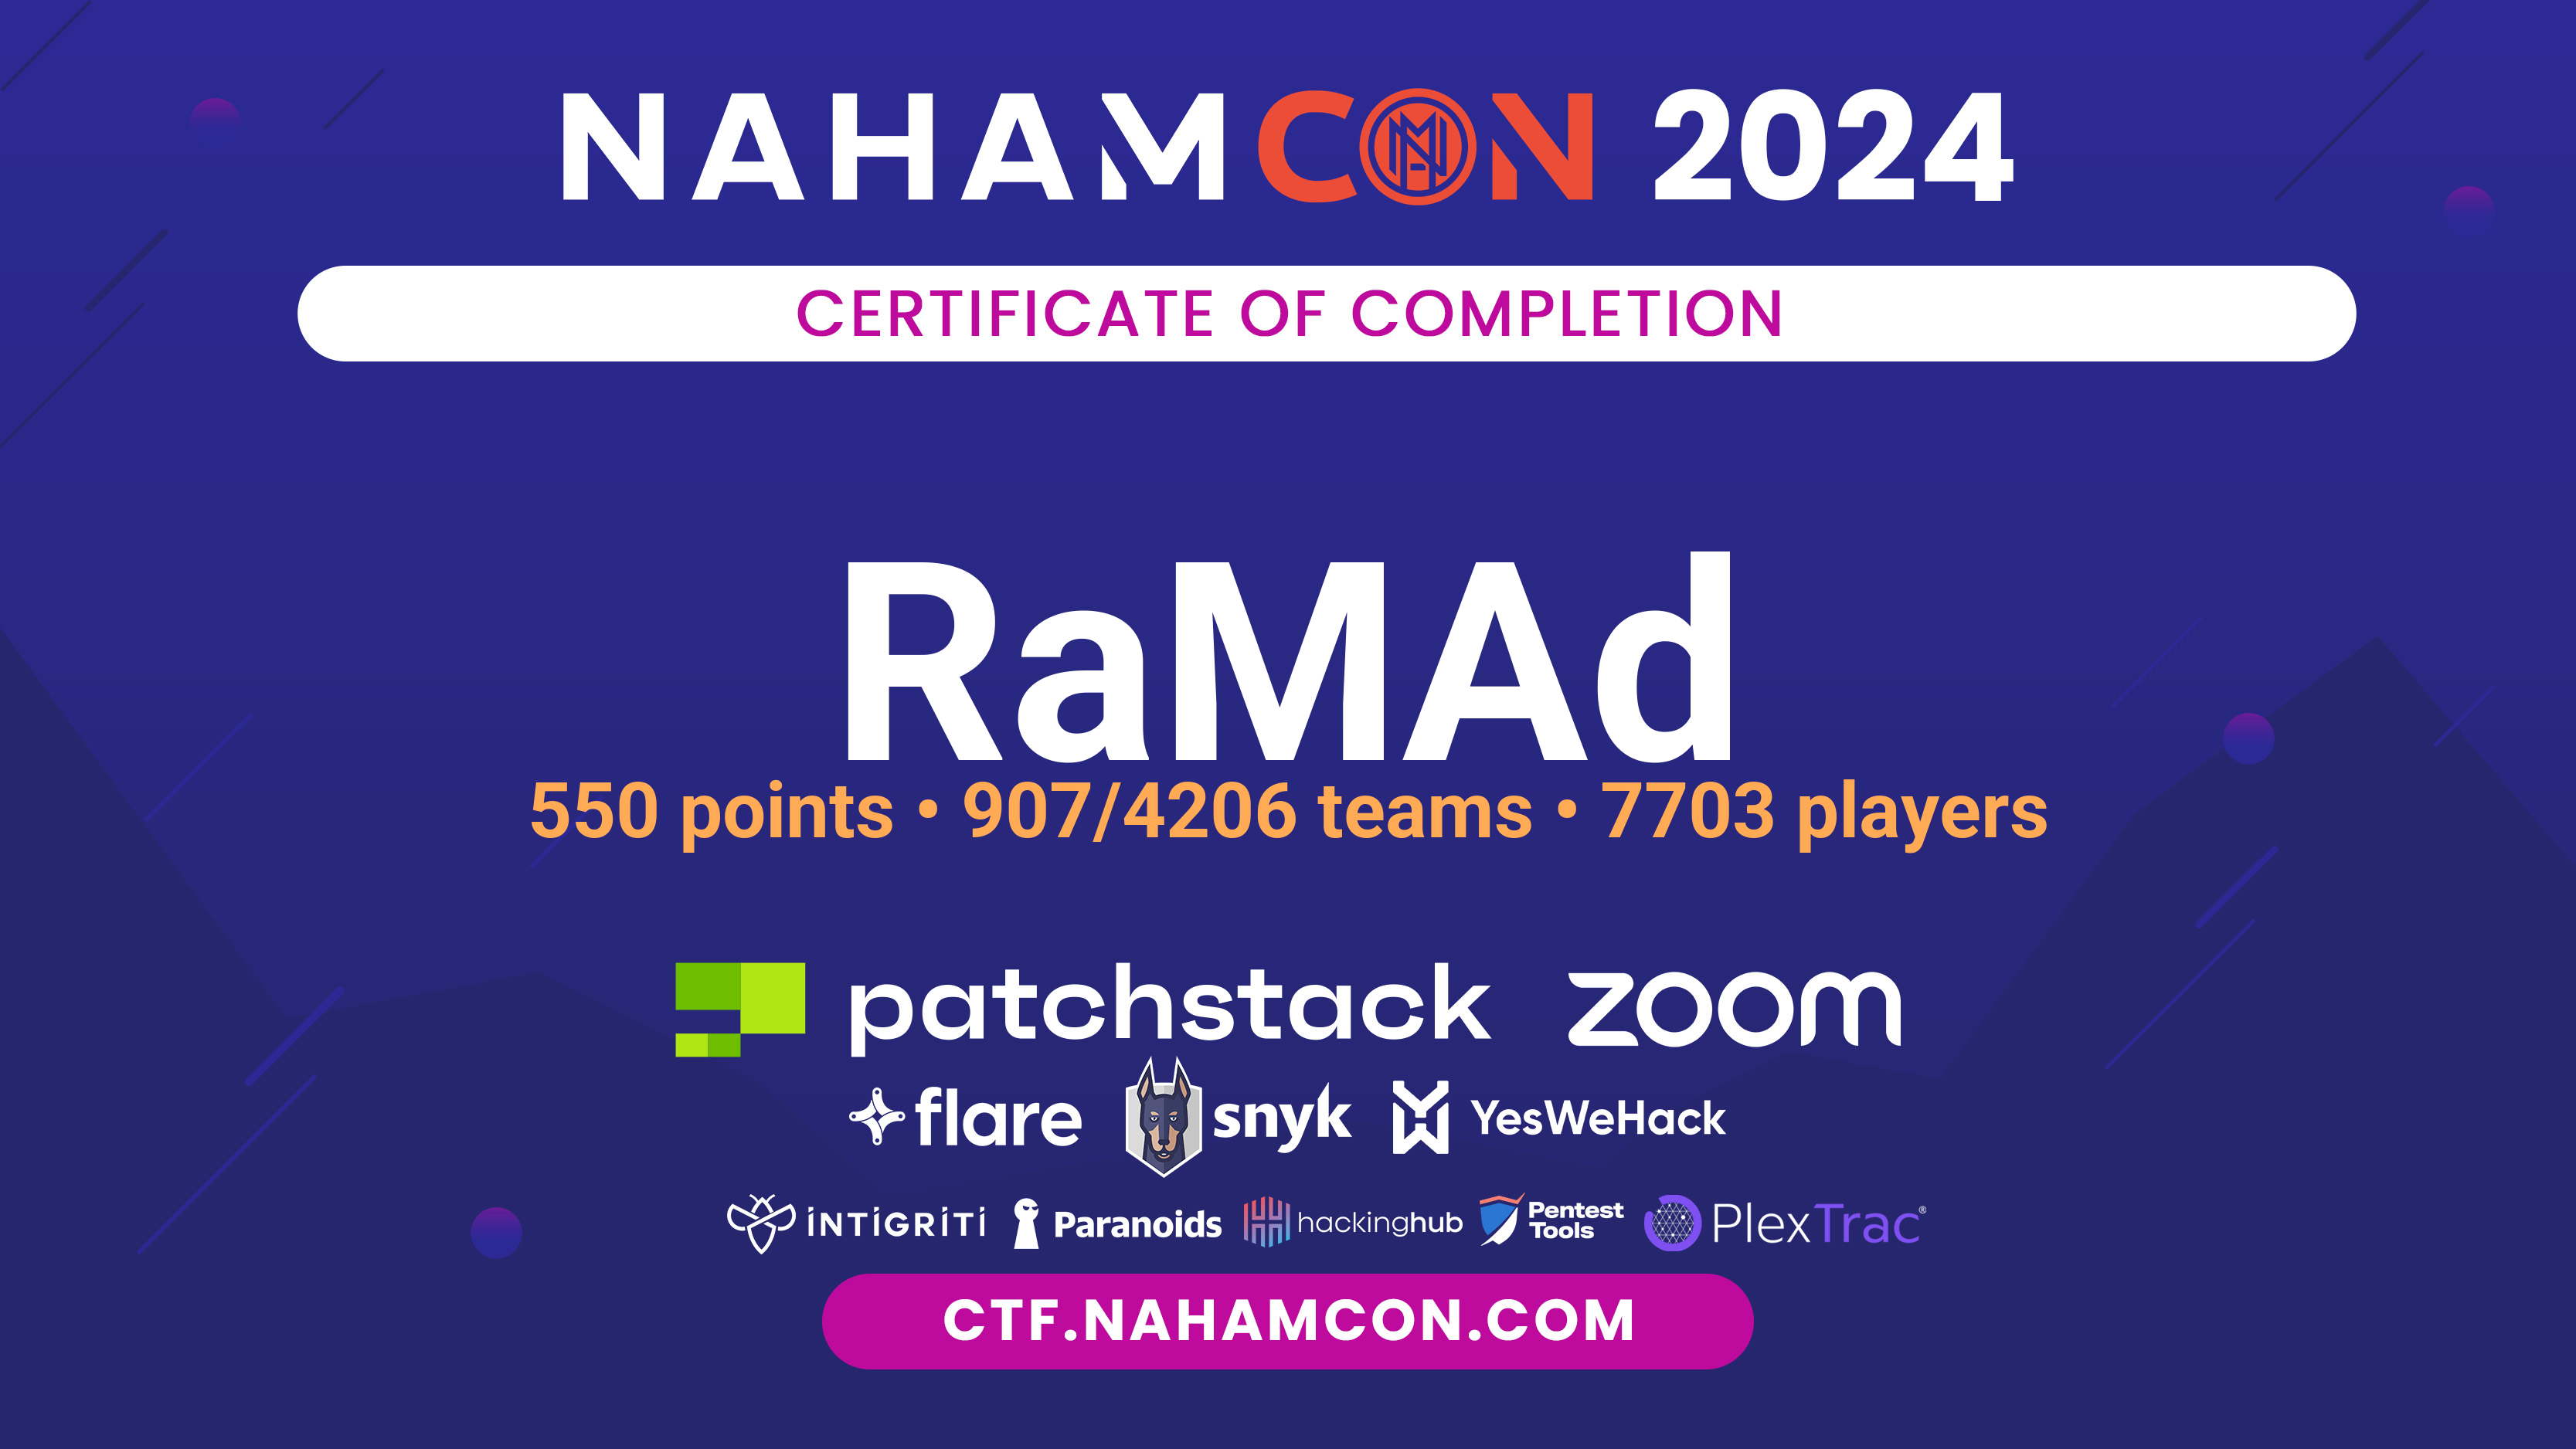 NAHAMCON 2024
CERTIFICATE OF COMPLETION
RaMAd
550 points • 907/4206 teams • 7703 players
patchstack zoom
flare snyk YesWeHack
INTIGRITI Paranoids hackinghub Pentest Tools PlexTrac®
CTF.NAHAMCON.COM